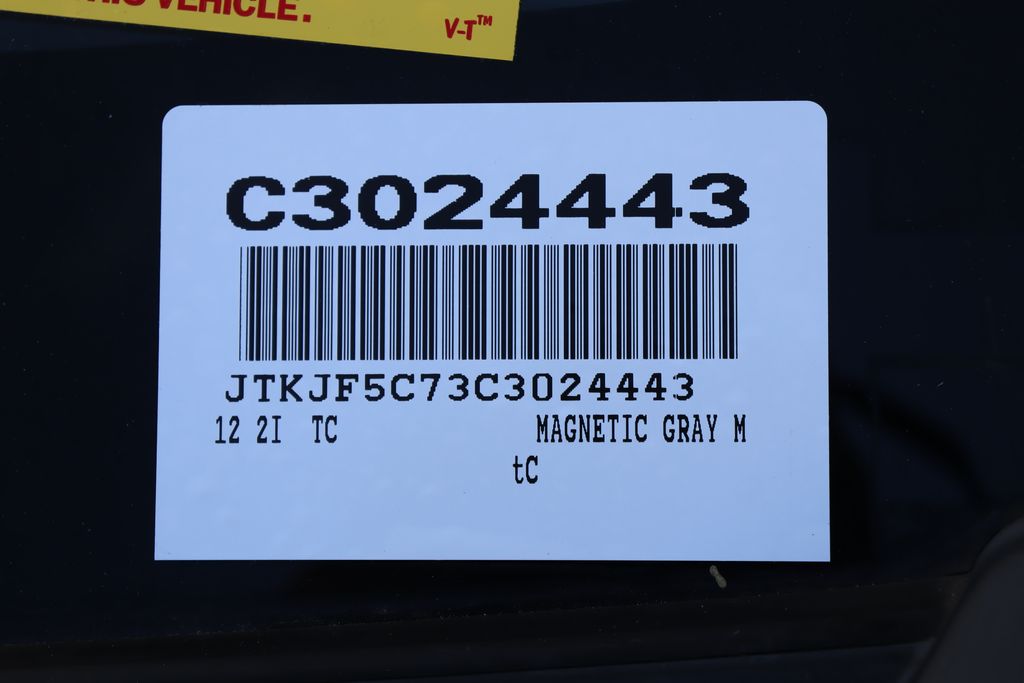 VEHICLE.
V-T™
C3024443
JTKJF5C73C3024443
12 2I TC MAGNETIC GRAY M
tC